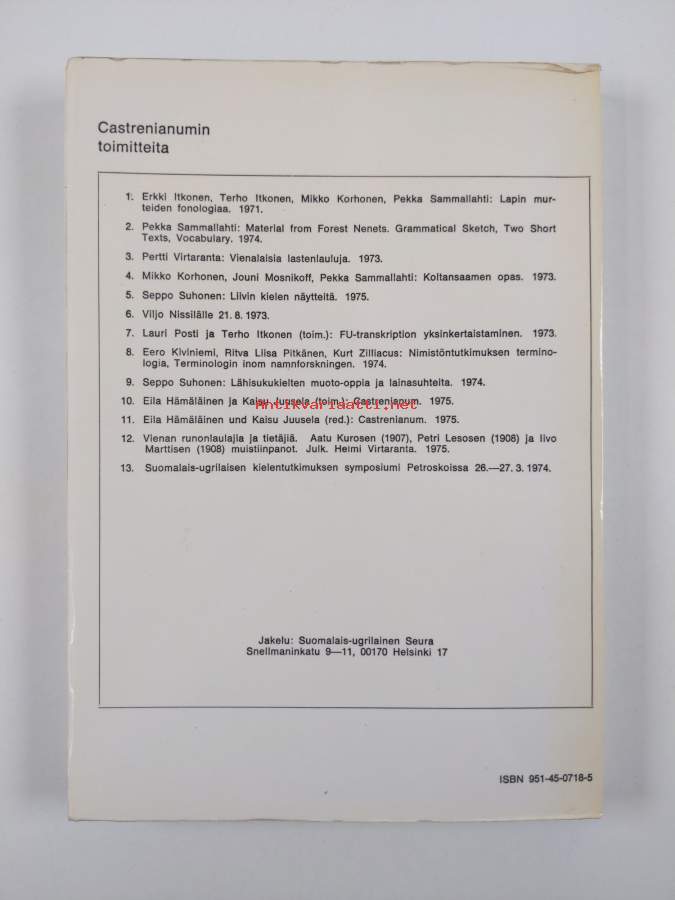 Castrenianumin
toimitteita
1. Erkki Itkonen, Terho Itkonen, Mikko Korhonen, Pekka Sammallahti: Lapin mur-
teiden fonologiaa. 1971.
2. Pekka Sammallahti: Material from Forest Nenets. Grammatical Sketch, Two Short
Texts, Vocabulary. 1974.
3. Pertti Virtaranta: Vienalaisia lastenlauluja. 1973.
4. Mikko Korhonen, Jouni Mosnikoff, Pekka Sammallahti: Koltansaamen opas. 1973.
5. Seppo Suhonen: Liivin kielen näytteitä. 1975.
6. Viljo Nissilälle 21. 8. 1973.
7. Lauri Posti ja Terho Itkonen (toim.): FU-transkription yksinkertaistaminen. 1973.
8. Eero Kiviniemi, Ritva Liisa Pitkänen, Kurt Zilliacus: Nimistöntutkimuksen termino-
logia, Terminologin inom namnforskningen. 1974.
9. Seppo Suhonen: Lähisukukielten muoto-oppia ja lainasuhteita. 1974.
10. Eila Hämäläinen ja Kaisu Juusela (toim.): Castrenianum. 1975.
Antikvariaatti.net
11. Eila Hämäläinen und Kaisu Juusela (red.): Castrenianum. 1975.
12. Vienan runonlaulajia ja tietäjiä. Aatu Kurosen (1907), Petri Lesosen (1908) ja Iivo
Marttisen (1908) muistiinpanot. Julk. Helmi Virtaranta. 1975.
13. Suomalais-ugrilaisen kielentutkimuksen symposiumi Petroskoissa 26.—27. 3. 1974.
Jakelu: Suomalais-ugrilainen Seura
Snellmaninkatu 9—11, 00170 Helsinki 17
ISBN 951-45-0718-5